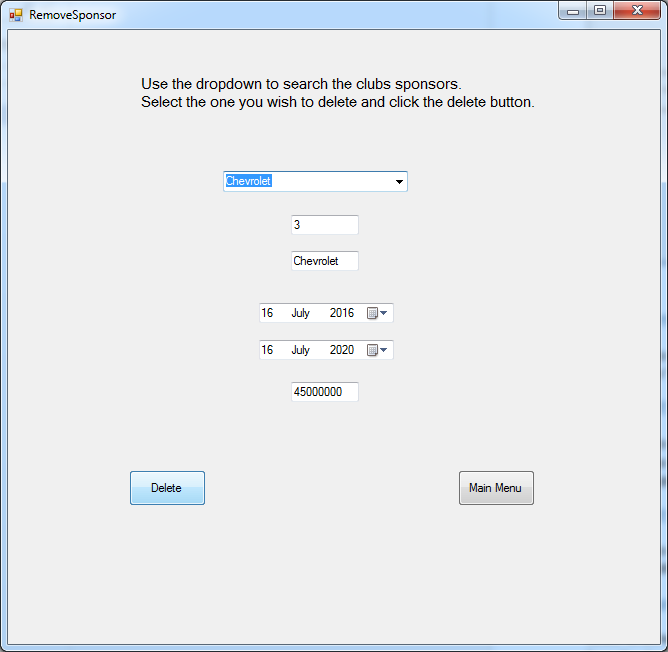 RemoveSponsor
Use the dropdown to search the clubs sponsors.
Select the one you wish to delete and click the delete button.
Chevrolet
3
Chevrolet
16 July 2016
16 July 2020
45000000
Delete Main Menu